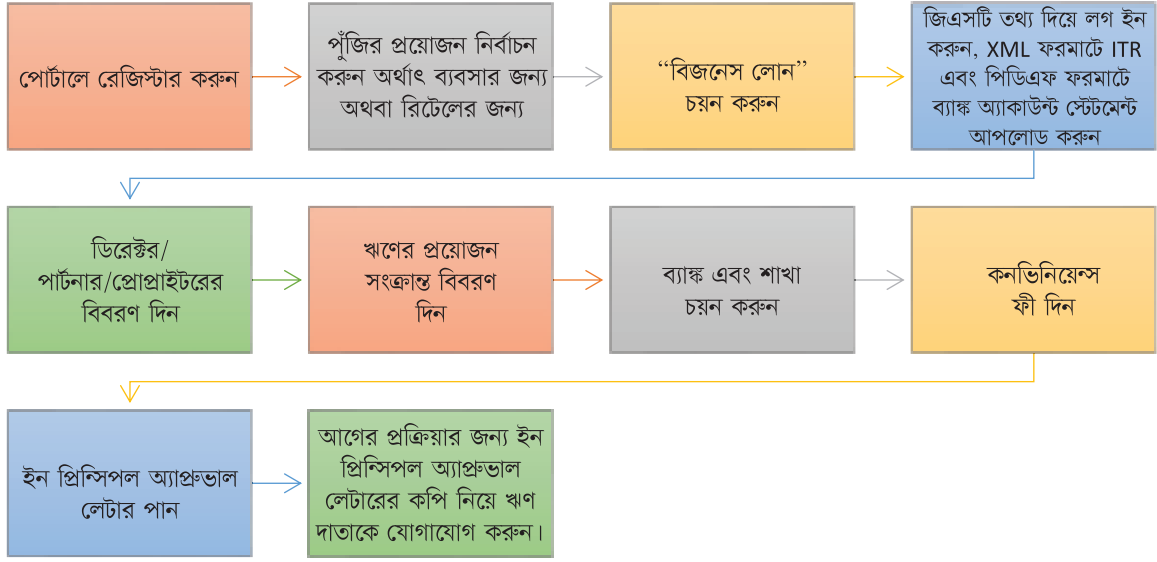 পোর্টালে রেজিস্টার করুন
পুঁজির প্রয়োজন নির্বাচন
করুন অর্থাৎ ব্যবসার জন্য
অথবা রিটেলের জন্য
“বিজনেস লোন”
চয়ন করুন
জিএসটি তথ্য দিয়ে লগ ইন
করুন, XML ফরমাটে ITR
এবং পিডিএফ ফরমাটে
ব্যাঙ্ক অ্যাকাউন্ট স্টেটমেন্ট
আপলোড করুন
ডিরেক্টর/
পার্টনার/প্রোপ্রাইটরের
বিবরণ দিন
ঋণের প্রয়োজন
সংক্রান্ত বিবরণ
দিন
ব্যাঙ্ক এবং শাখা
চয়ন করুন
কনভিনিয়েন্স
ফী দিন
ইন প্রিন্সিপল অ্যাপ্রুভাল
লেটার পান
আগের প্রক্রিয়ার জন্য ইন
প্রিন্সিপল অ্যাপ্রুভাল
লেটারের কপি নিয়ে ঋণ
দাতাকে যোগাযোগ করুন।